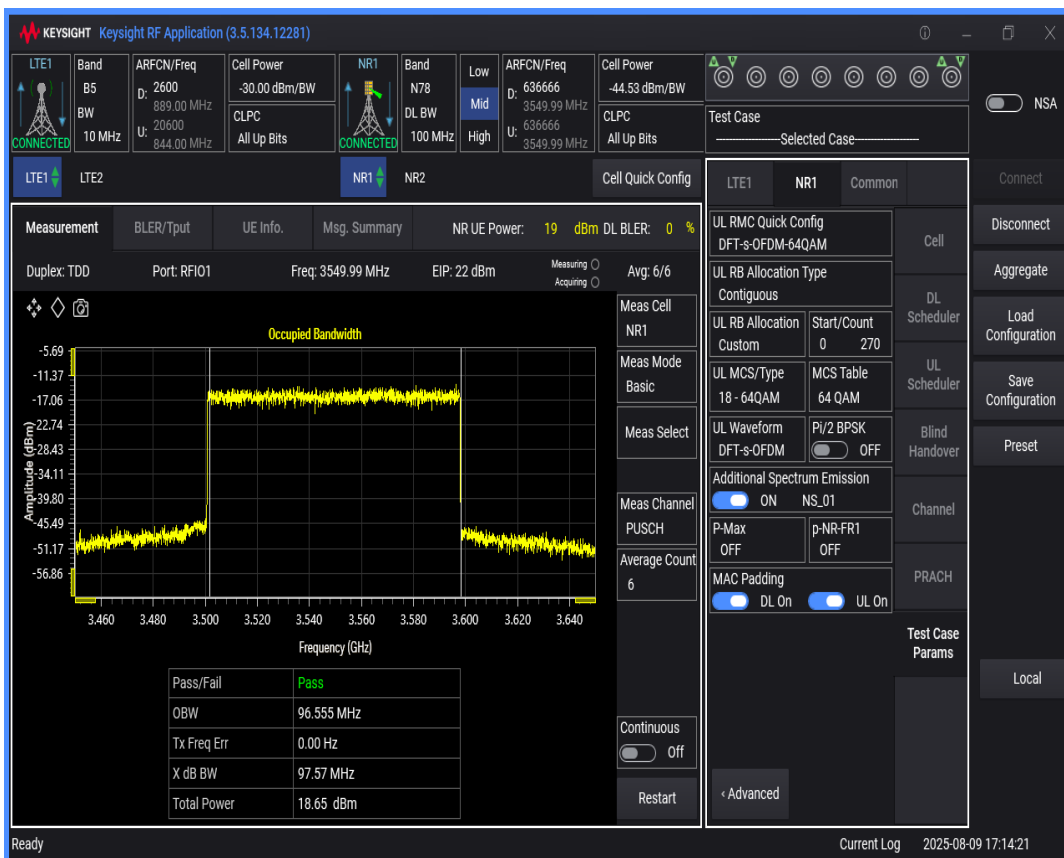 KEYSIGHT Keysight RF Application (3.5.134.12281)
LTE1
CONNECTED
Band
B5
BW
10 MHz
ARFCN/Freq
D: 2600
889.00 MHz
U: 20600
844.00 MHz
Cell Power
-30.00 dBm/BW
CLPC
All Up Bits
NR1
CONNECTED
Band
N78
DL BW
100 MHz
Low
Mid
High
ARFCN/Freq
D: 636666
3549.99 MHz
U: 636666
3549.99 MHz
Cell Power
-44.53 dBm/BW
CLPC
All Up Bits
Test Case
----------------Selected Case----------------
NSA
LTE1 LTE2 NR1 NR2 Cell Quick Config
Measurement BLER/Tput UE Info. Msg. Summary NR UE Power: 19 dBm DL BLER: 0 %
Duplex: TDD Port: RFIO1 Freq: 3549.99 MHz EIP: 22 dBm Measuring Avg: 6/6
Acquiring
Occupied Bandwidth
Amplitude (dBm)
-5.69
-11.37
-17.06
-22.74
-28.43
-34.11
-39.80
-45.49
-51.17
-56.86
3.460 3.480 3.500 3.520 3.540 3.560 3.580 3.600 3.620 3.640
Frequency (GHz)
Pass/Fail Pass
OBW 96.555 MHz
Tx Freq Err 0.00 Hz
X dB BW 97.57 MHz
Total Power 18.65 dBm
Meas Cell
NR1
Meas Mode
Basic
Meas Select
Meas Channel
PUSCH
Average Count
6
Continuous
Off
Restart
LTE1 NR1 Common
UL RMC Quick Config
DFT-s-OFDM-64QAM
UL RB Allocation Type
Contiguous
UL RB Allocation
Custom
Start/Count
0 270
UL MCS/Type
18 - 64QAM
MCS Table
64 QAM
UL Waveform
DFT-s-OFDM
Pi/2 BPSK
OFF
Additional Spectrum Emission
ON NS_01
P-Max
OFF
p-NR-FR1
OFF
MAC Padding
DL On UL On
‹ Advanced
Cell
DL
Scheduler
UL
Scheduler
Blind
Handover
Channel
PRACH
Test Case
Params
Connect
Disconnect
Aggregate
Load
Configuration
Save
Configuration
Preset
Local
Ready
Current Log 2025-08-09 17:14:21